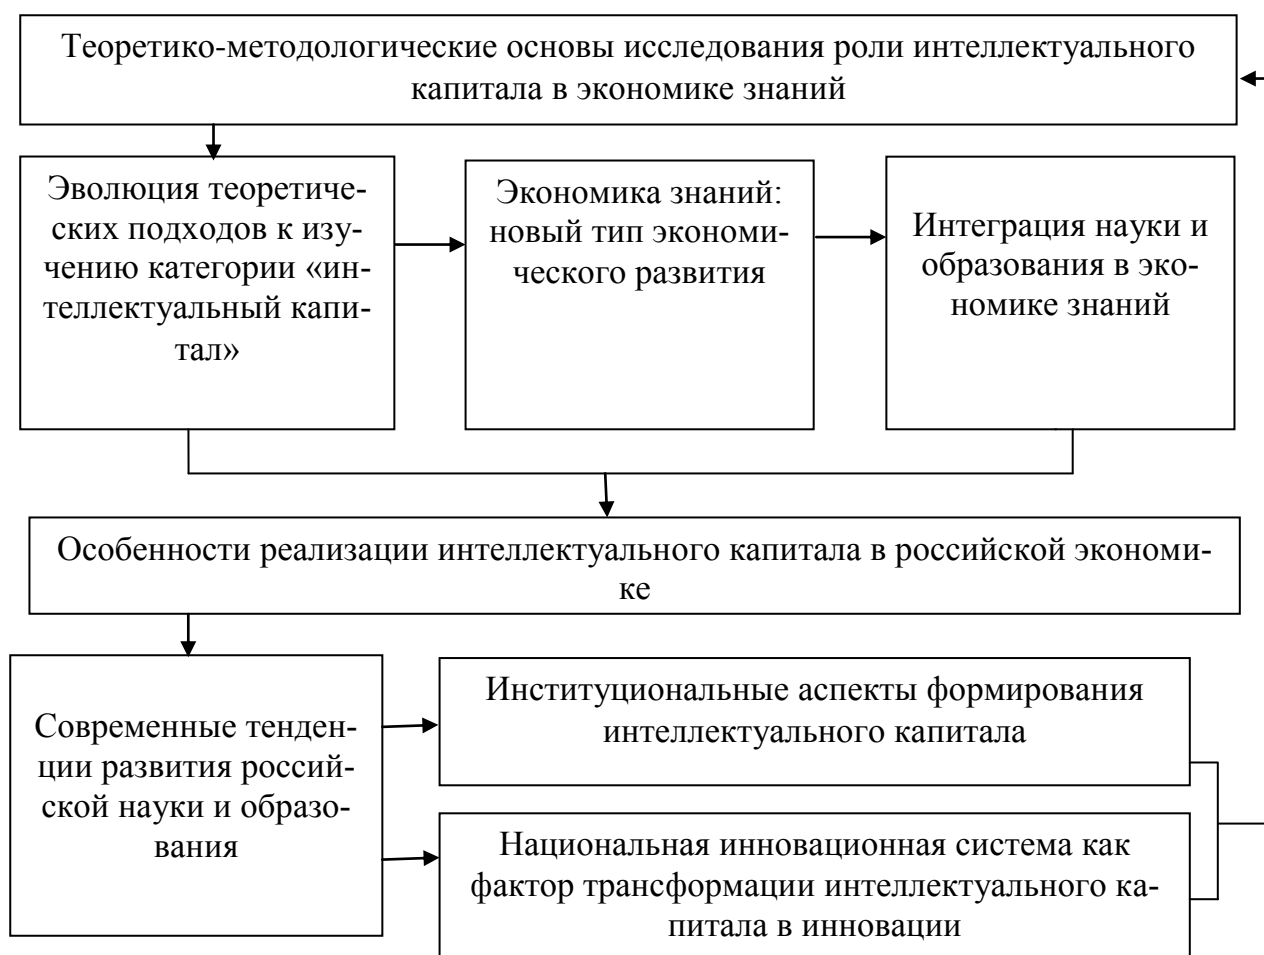 Теоретико-методологические основы исследования роли интеллектуального
капитала в экономике знаний
Эволюция теоретиче-
ских подходов к изу-
чению категории «ин-
теллектуальный капи-
тал»
Экономика знаний:
новый тип экономи-
ческого развития
Интеграция науки и
образования в эко-
номике знаний
Особенности реализации интеллектуального капитала в российской экономи-
ке
Современные тенден-
ции развития россий-
ской науки и образо-
вания
Институциональные аспекты формирования
интеллектуального капитала
Национальная инновационная система как
фактор трансформации интеллектуального ка-
питала в инновации